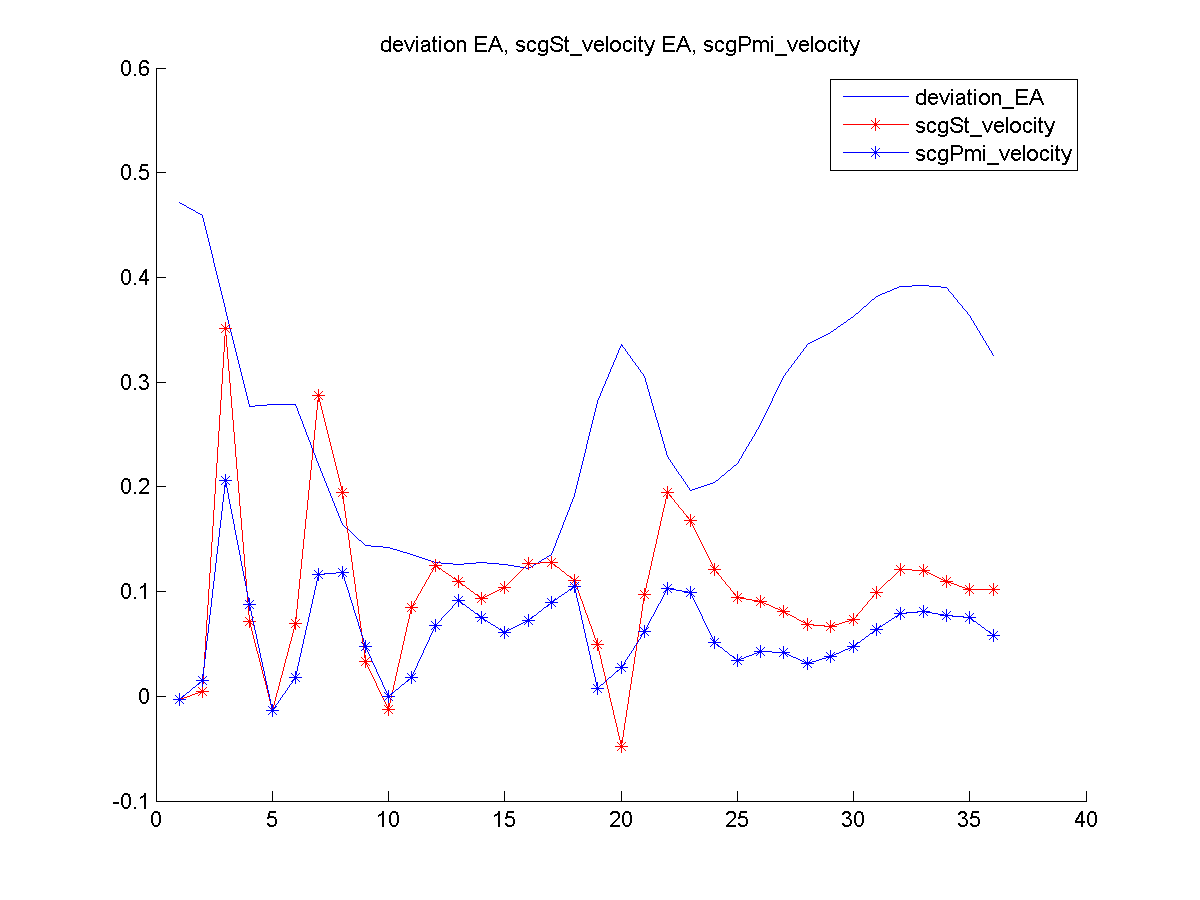 deviation EA, scgSt_velocity EA, scgPmi_velocity
deviation_EA
scgSt_velocity
scgPmi_velocity
0.6
0.5
0.4
0.3
0.2
0.1
0
-0.1
0 5 10 15 20 25 30 35 40